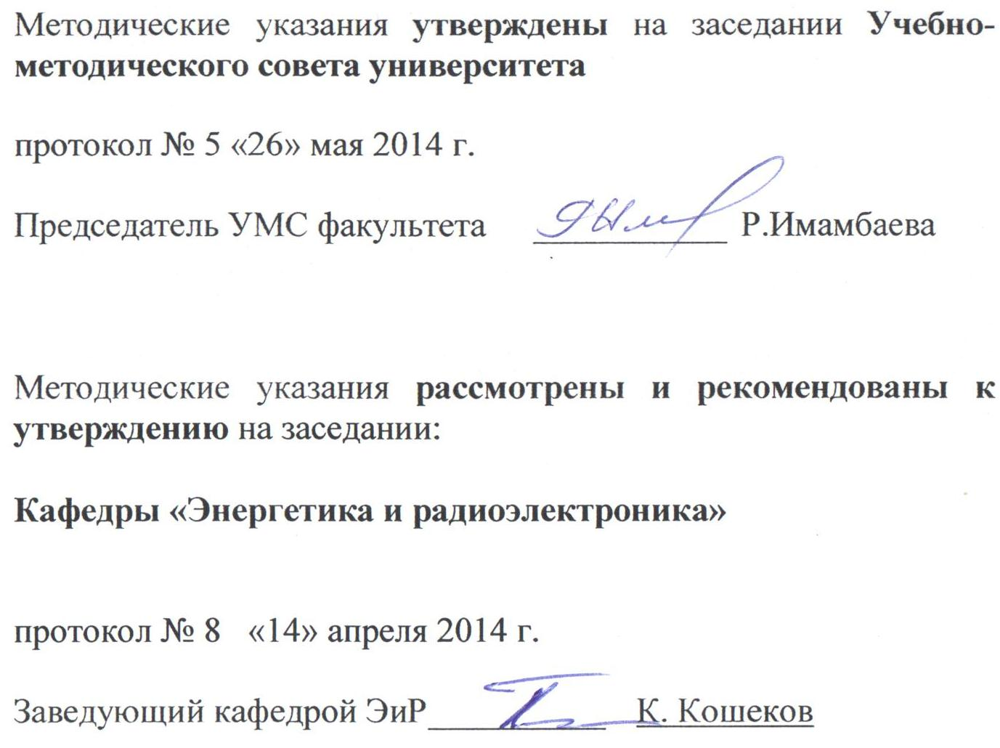 Методические указания утверждены на заседании Учебно-
методического совета университета
протокол № 5 «26» мая 2014 г.
Председатель УМС факультета ____________ Р.Имамбаева
Методические указания рассмотрены и рекомендованы к
утверждению на заседании:
Кафедры «Энергетика и радиоэлектроника»
протокол № 8 «14» апреля 2014 г.
Заведующий кафедрой ЭиР___________ К. Кошеков